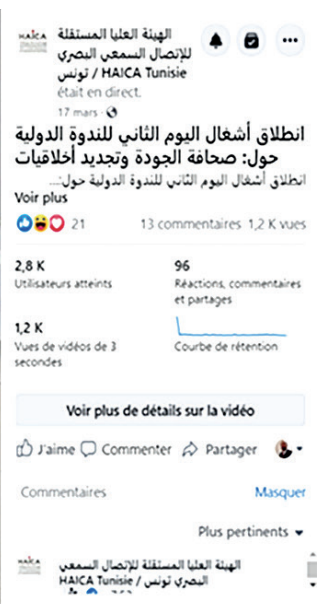 HAICA
الهيئة العليا المستقلة
للإتصال السمعي البصري
HAICA Tunisie / تونس
était en direct.
17 mars
انطلاق أشغال اليوم الثاني للندوة الدولية
حول: صحافة الجودة وتجديد أخلاقيات
انطلاق أشغال اليوم الثاني للندوة الدولية حول:...
Voir plus
21 13 commentaires 1,2 K vues
2,8 K 96
Utilisateurs atteints Réactions, commentaires
et partages
1,2 K
Vues de vidéos de 3 Courbe de rétention
secondes
Voir plus de détails sur la vidéo
J'aime Commenter Partager
Commentaires Masquer
Plus pertinents
HAICA
الهيئة العليا المستقلة للإتصال السمعي
البصري تونس / HAICA Tunisie